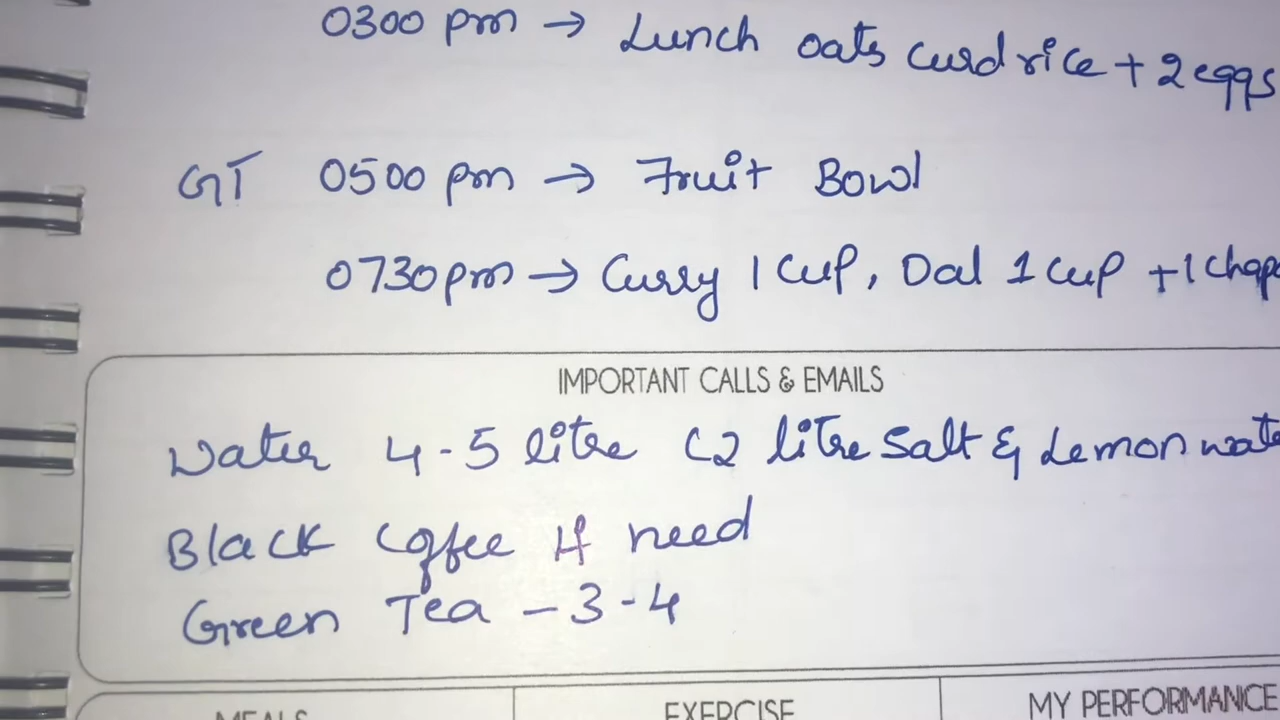 0300 pm → Lunch oats curd rice + 2 eggs
GT 0500 pm → Fruit Bowl
0730 pm → Curry 1 cup, Dal 1 cup + 1 chapa
IMPORTANT CALLS & EMAILS
Water 4-5 litre (2 litre Salt & Lemon wate
Black Coffee If need
Green Tea - 3-4
MEALS EXERCISE MY PERFORMANCE